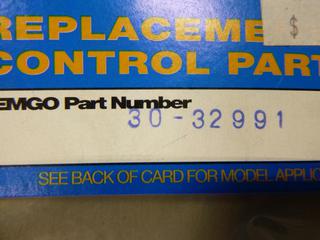 REPLACEME
$
CONTROL PART
EMGO Part Number
30-32991
SEE BACK OF CARD FOR MODEL APPLIC